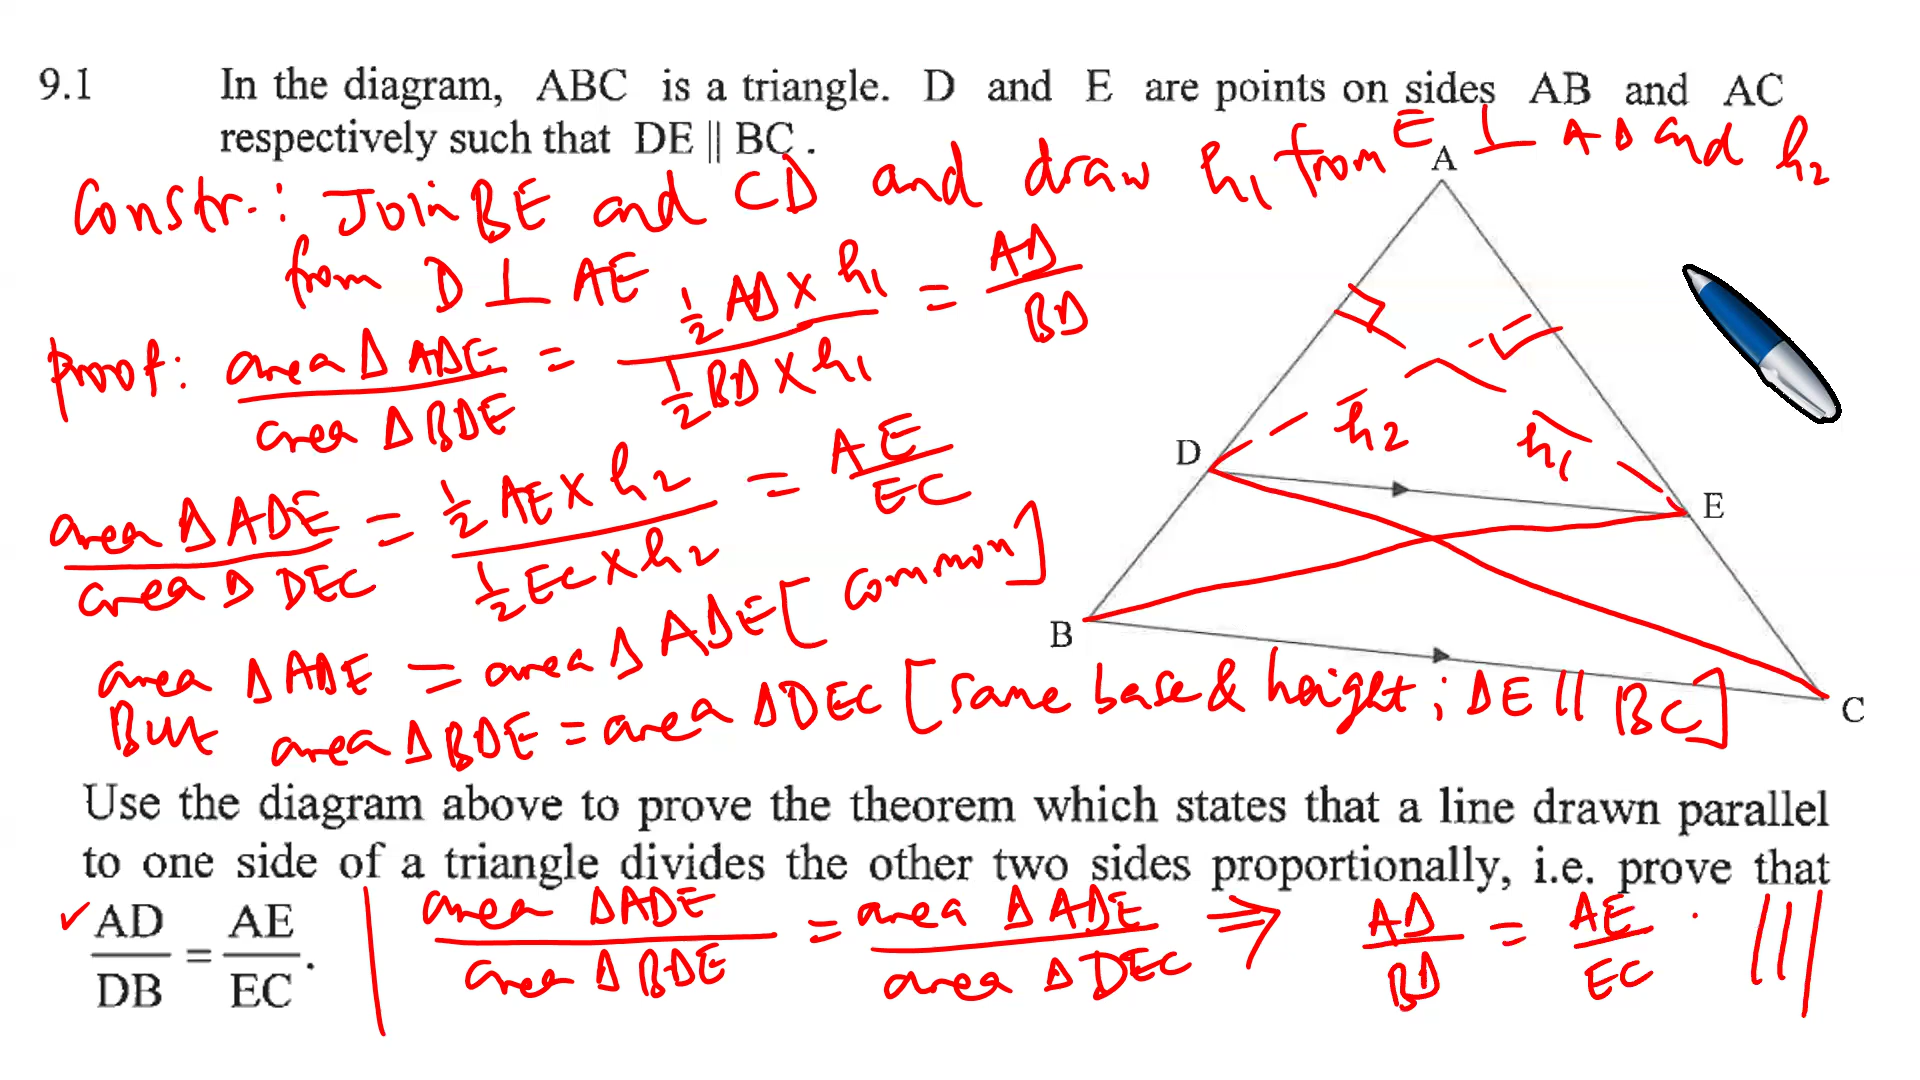 9.1 In the diagram, ABC is a triangle. D and E are points on sides AB and AC
respectively such that DE || BC.
Constr.: Join BE and CD and draw h₁ from E ⊥ AD and h₂
from D ⊥ AE
Proof: area Δ ADE / area Δ BDE = ½ AD × h₁ / ½ BD × h₁ = AD / BD
area Δ ADE / area Δ DEC = ½ AE × h₂ / ½ EC × h₂ = AE / EC
area Δ ADE = area Δ ADE [common]
But area Δ BDE = area Δ DEC [same base & height; DE || BC]
A
h₂
h₁
D
E
B
C
Use the diagram above to prove the theorem which states that a line drawn parallel
to one side of a triangle divides the other two sides proportionally, i.e. prove that
✓ AD / DB = AE / EC .
area Δ ADE / area Δ BDE = area Δ ADE / area Δ DEC ⇒ AD / BD = AE / EC .